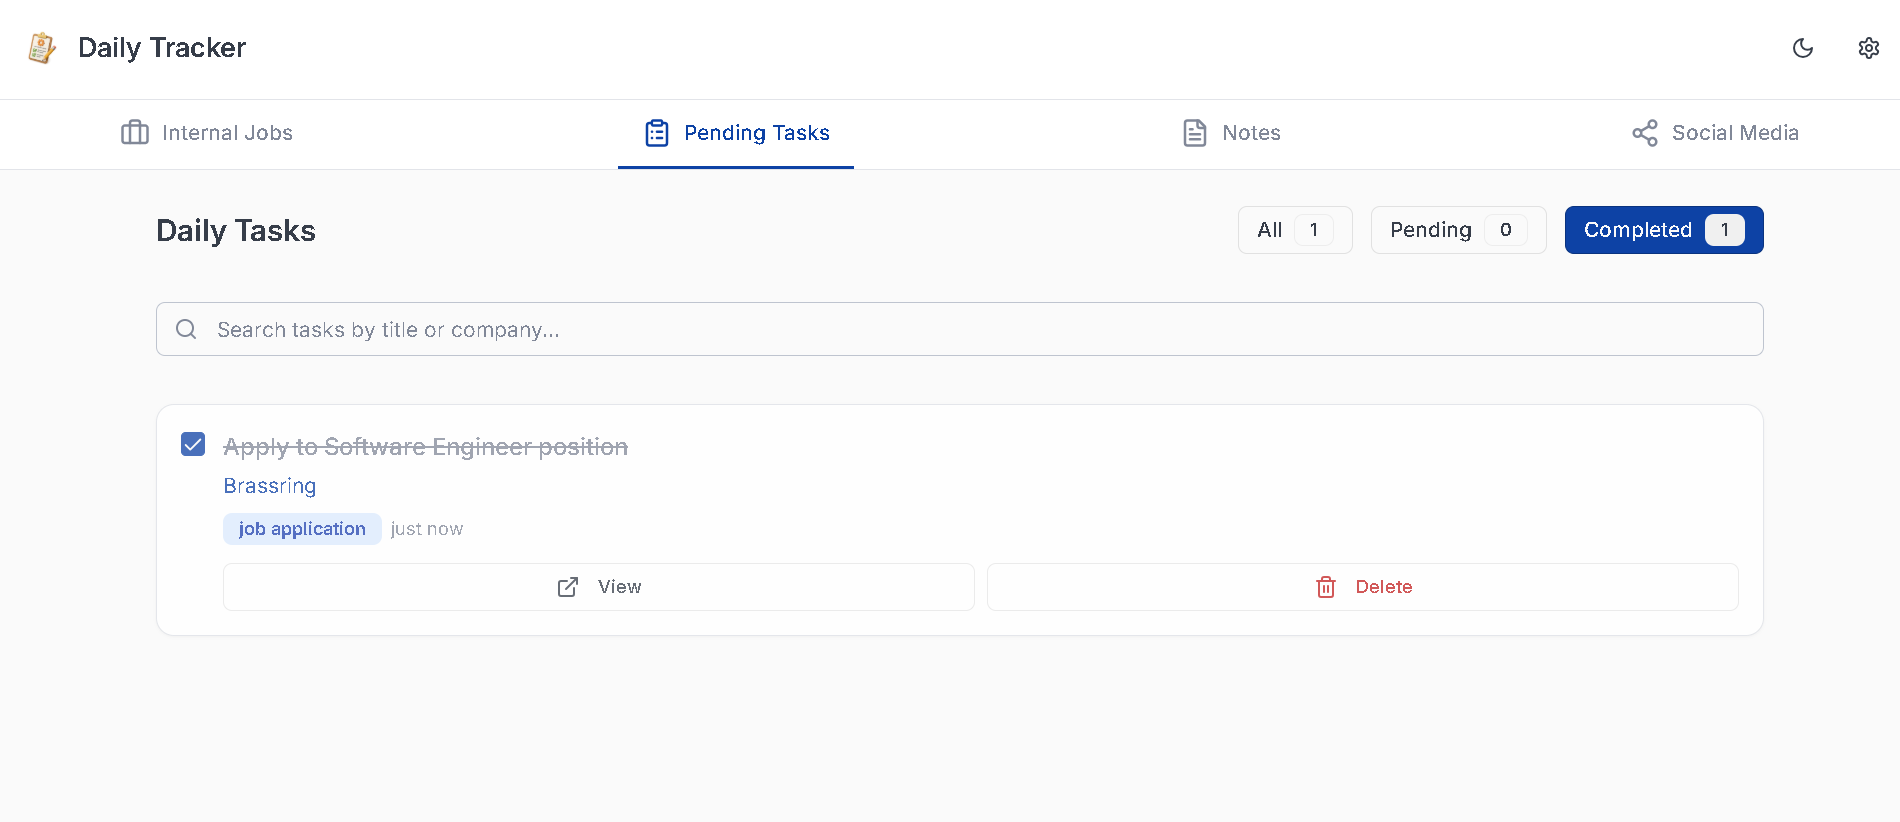 Daily Tracker
Internal Jobs
Pending Tasks
Notes
Social Media
Daily Tasks
All 1
Pending 0
Completed 1
Search tasks by title or company...
Apply to Software Engineer position
Brassring
job application just now
View
Delete